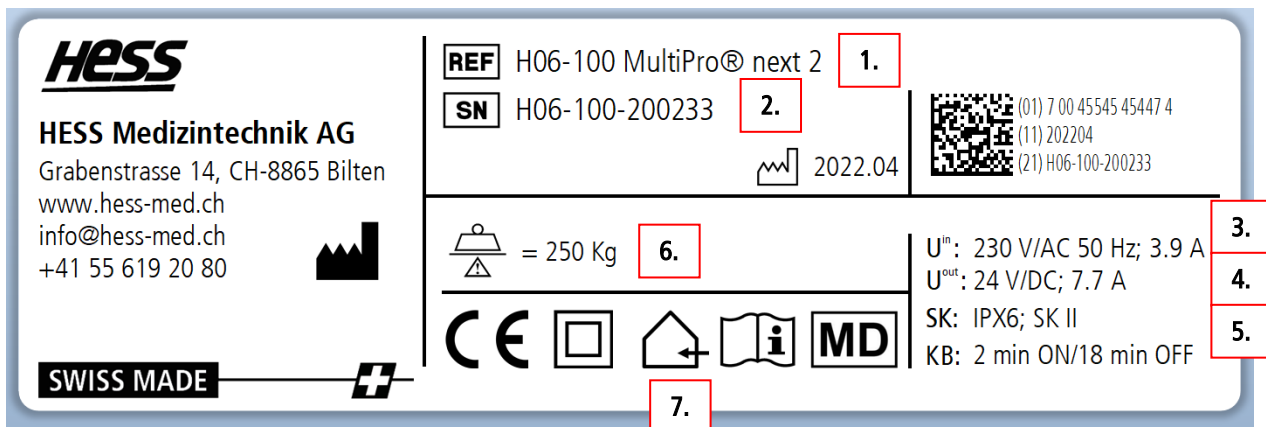 HESS
HESS Medizintechnik AG
Grabenstrasse 14, CH-8865 Bilten
www.hess-med.ch
info@hess-med.ch
+41 55 619 20 80
SWISS MADE
REF H06-100 MultiPro® next 2 1.
SN H06-100-200233 2.
2022.04
(01) 7 00 45545 45447 4
(11) 202204
(21) H06-100-200233
= 250 Kg 6.
CE i MD
7.
Uin: 230 V/AC 50 Hz; 3.9 A 3.
Uout: 24 V/DC; 7.7 A 4.
SK: IPX6; SK II 5.
KB: 2 min ON/18 min OFF